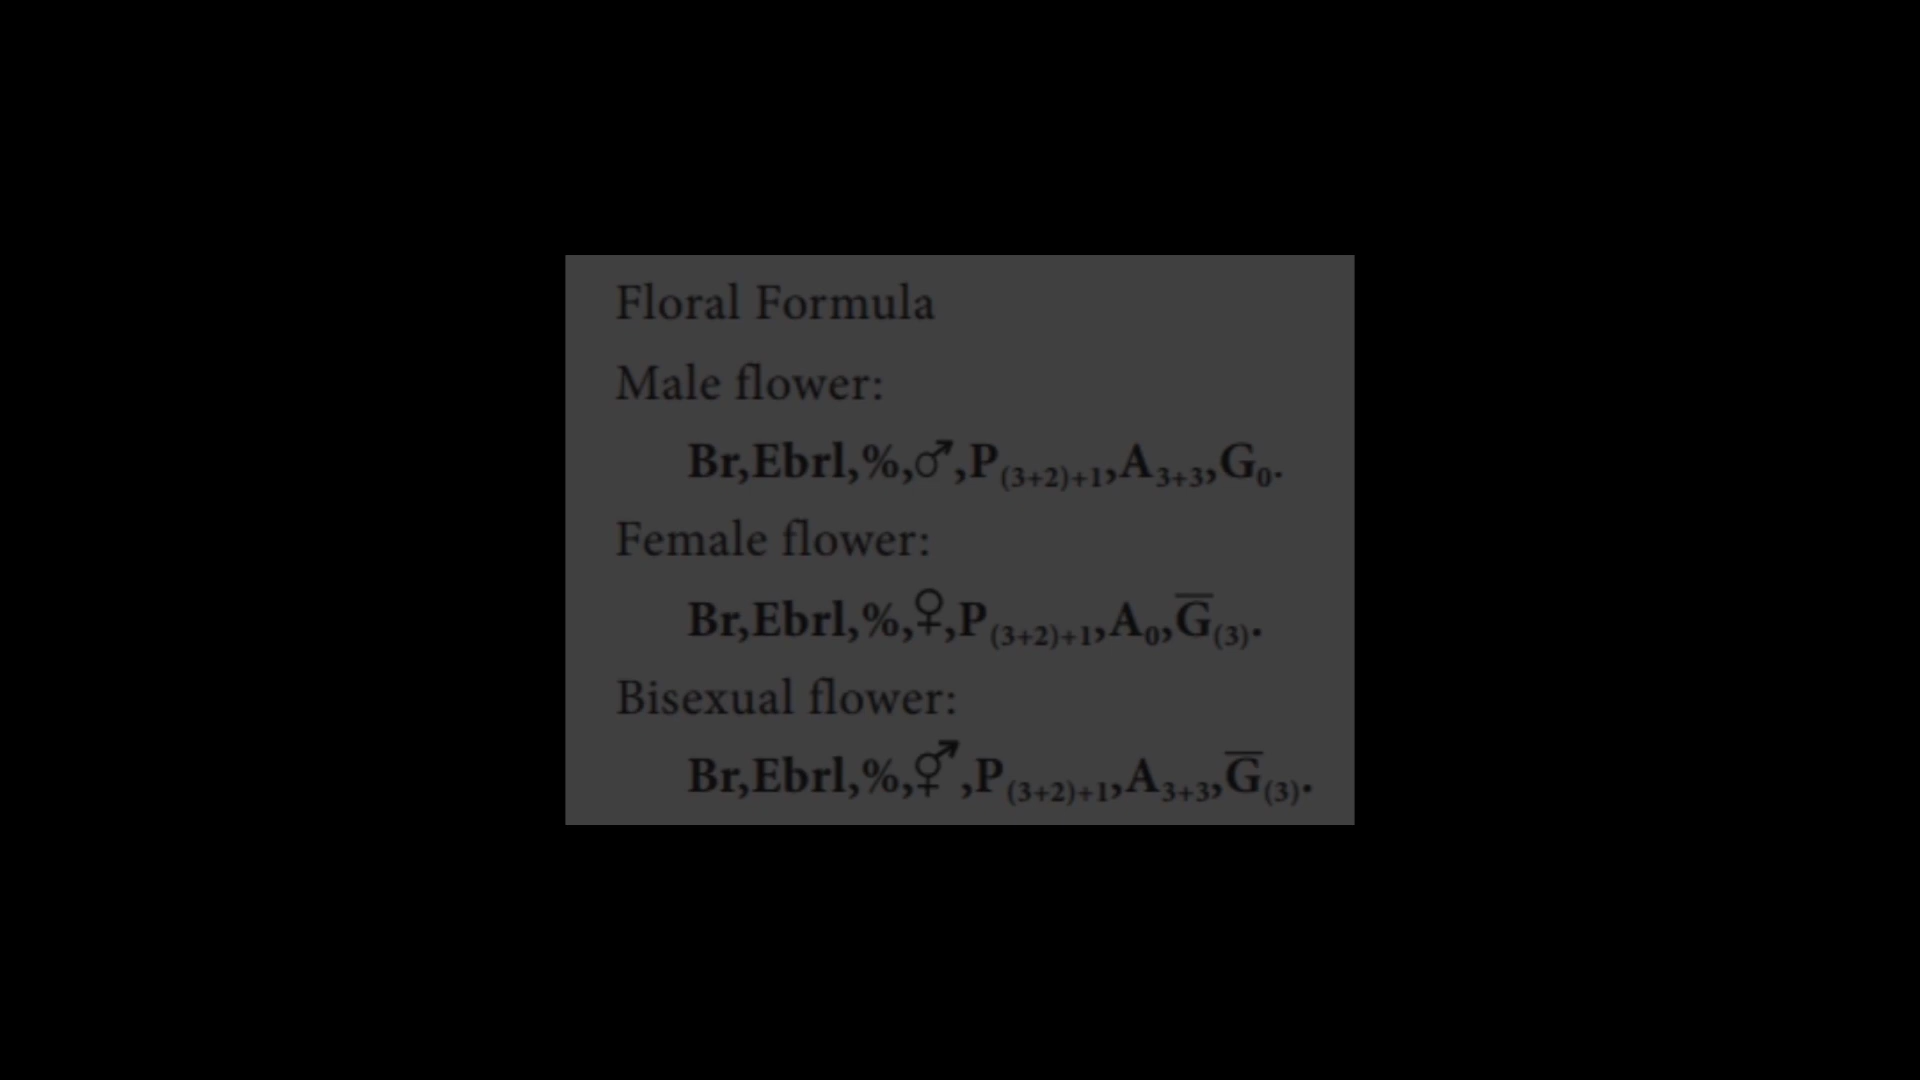 Floral Formula
Male flower:
Br,Ebrl,%,♂,P₍₃₊₂₎₊₁,A₃₊₃,G₀.
Female flower:
Br,Ebrl,%,♀,P₍₃₊₂₎₊₁,A₀,G̅₍₃₎.
Bisexual flower:
Br,Ebrl,%,⚥,P₍₃₊₂₎₊₁,A₃₊₃,G̅₍₃₎.